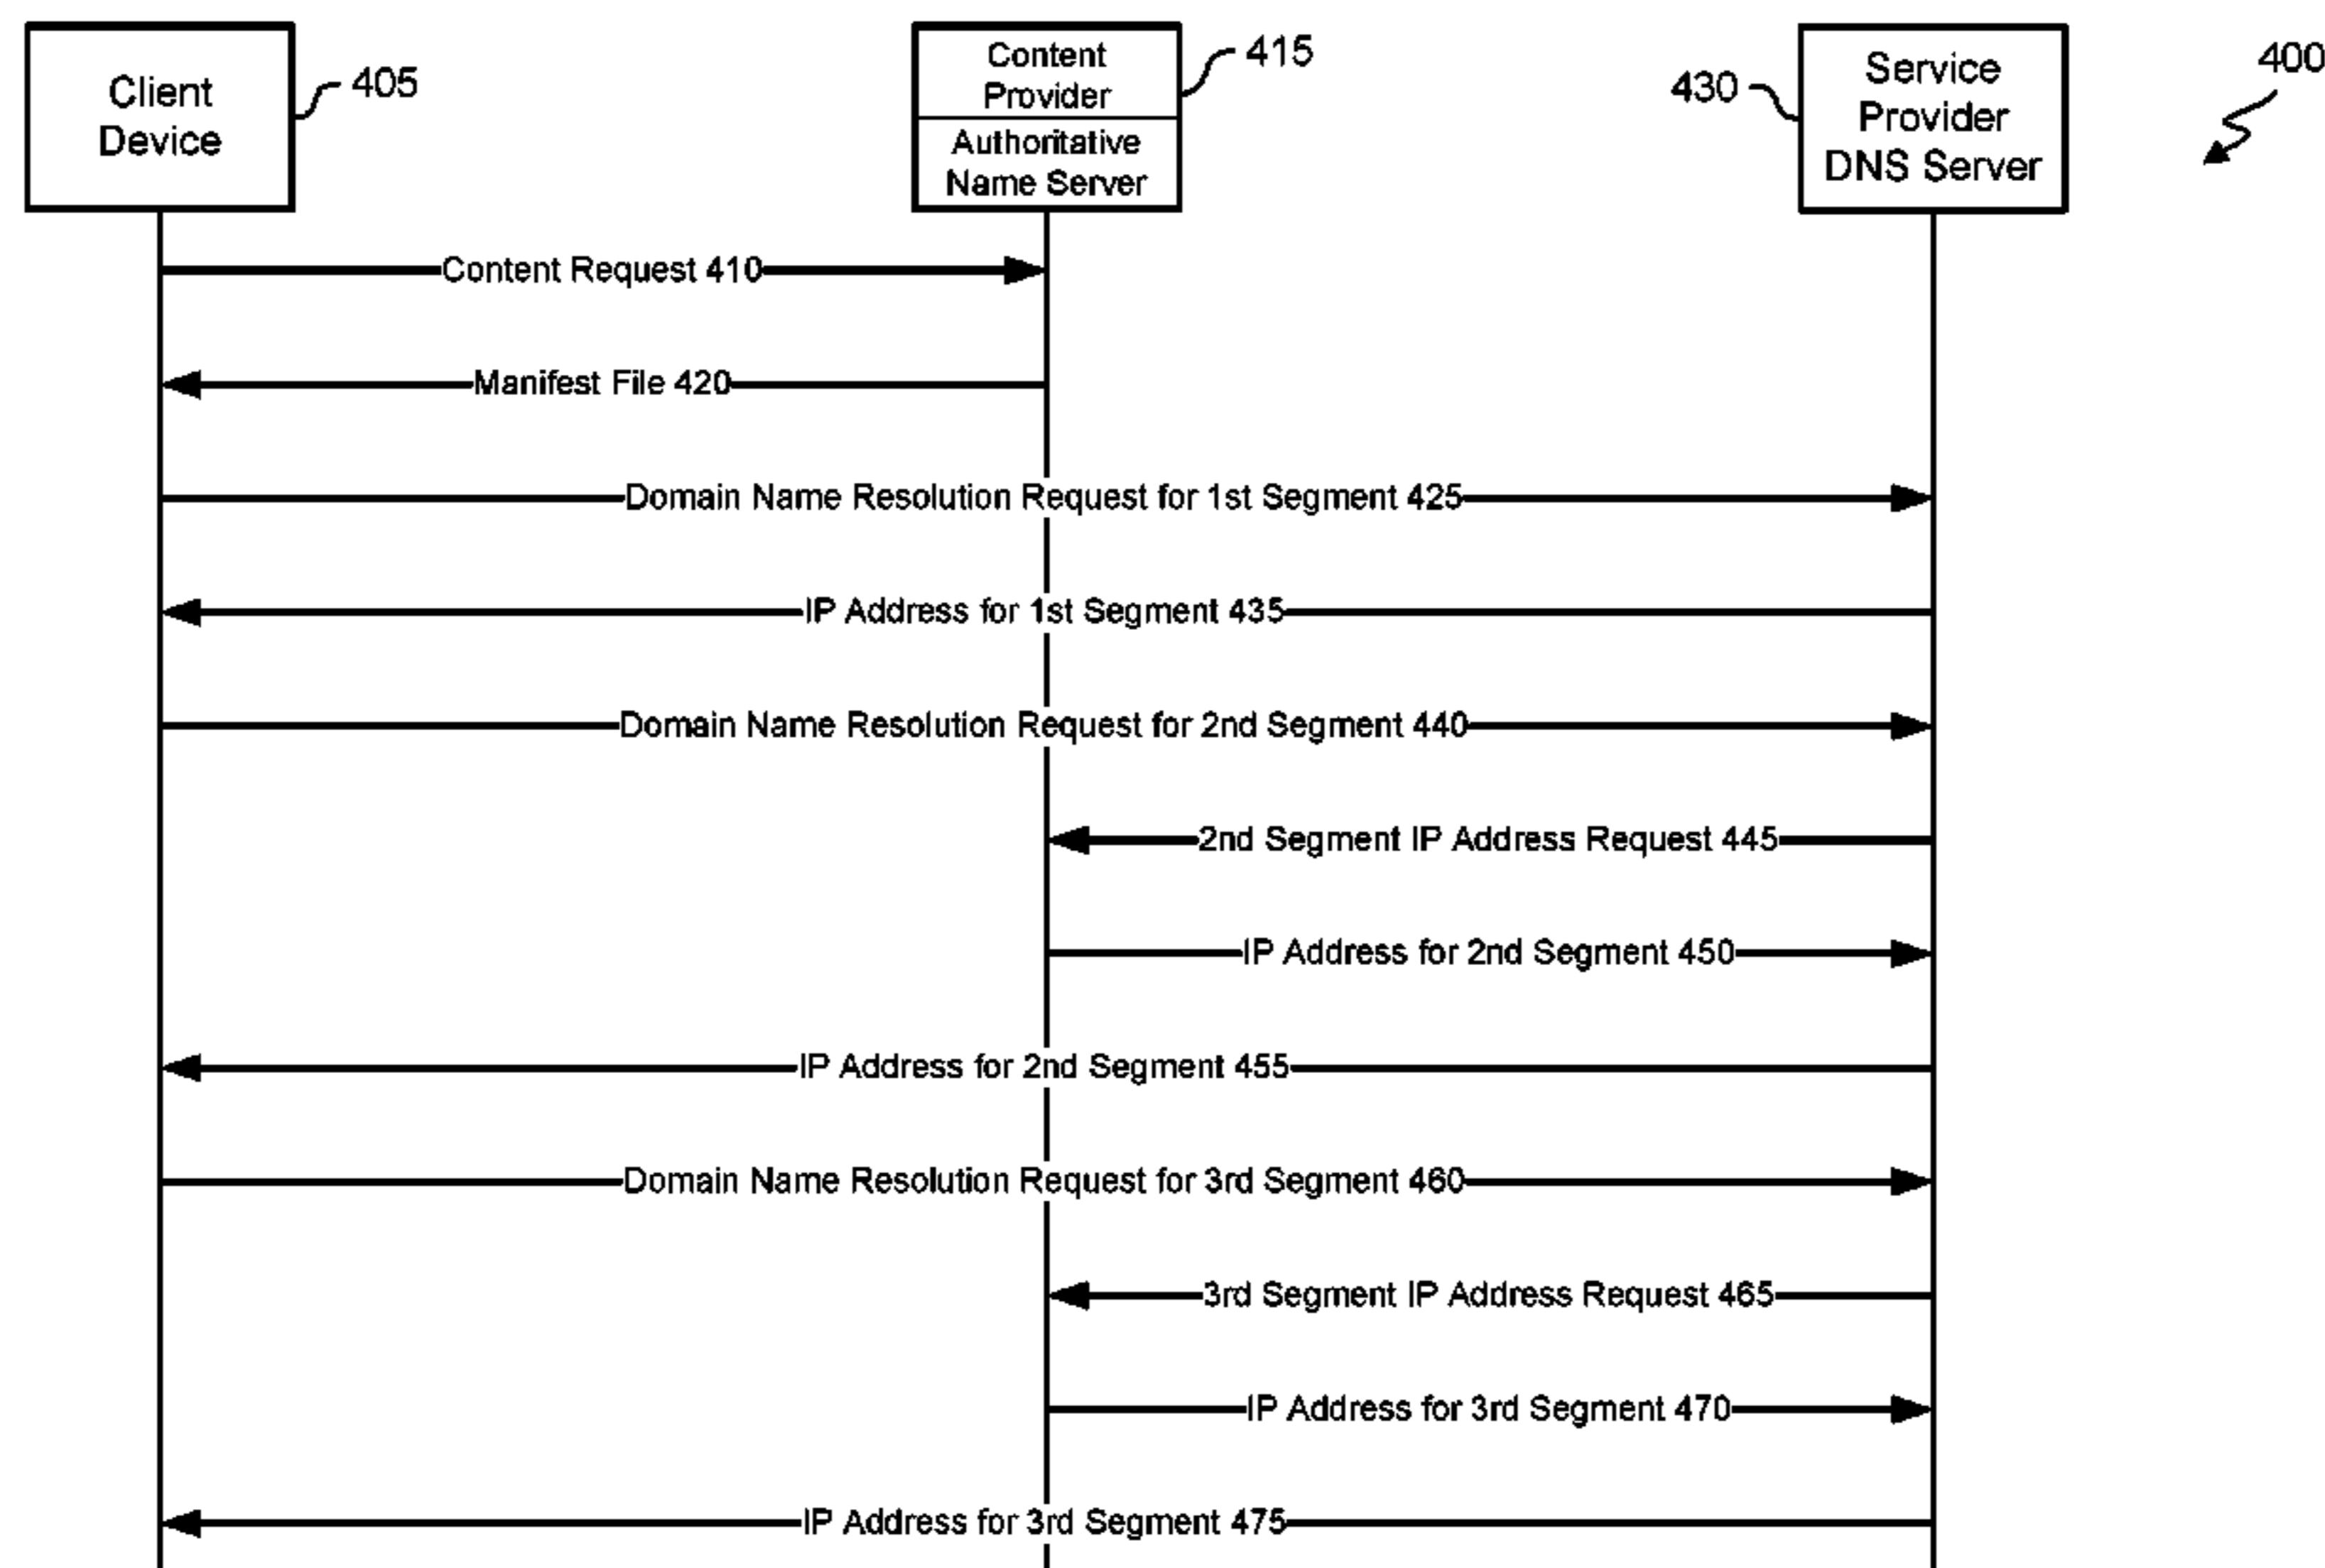 Client
Device
405
Content
Provider
Authoritative
Name Server
415
430
Service
Provider
DNS Server
400
Content Request 410
Manifest File 420
Domain Name Resolution Request for 1st Segment 425
IP Address for 1st Segment 435
Domain Name Resolution Request for 2nd Segment 440
2nd Segment IP Address Request 445
IP Address for 2nd Segment 450
IP Address for 2nd Segment 455
Domain Name Resolution Request for 3rd Segment 460
3rd Segment IP Address Request 465
IP Address for 3rd Segment 470
IP Address for 3rd Segment 475